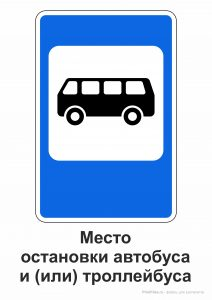 Место
остановки автобуса
и (или) троллейбуса